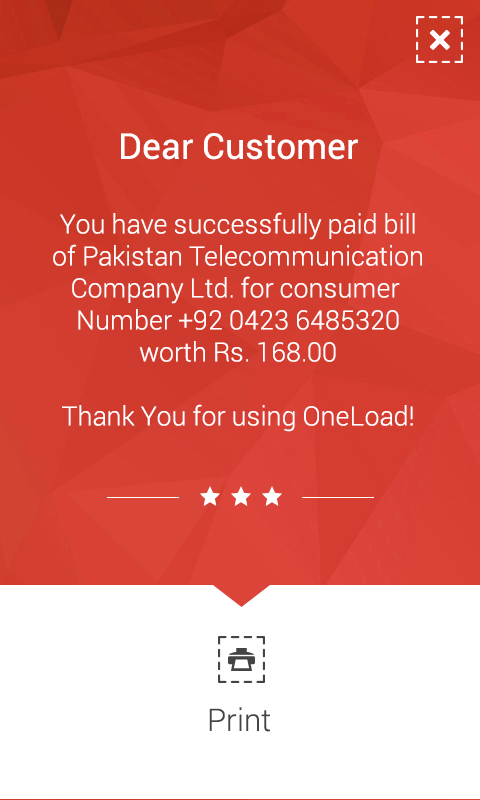 Dear Customer
You have successfully paid bill
of Pakistan Telecommunication
Company Ltd. for consumer
Number +92 0423 6485320
worth Rs. 168.00
Thank You for using OneLoad!
Print